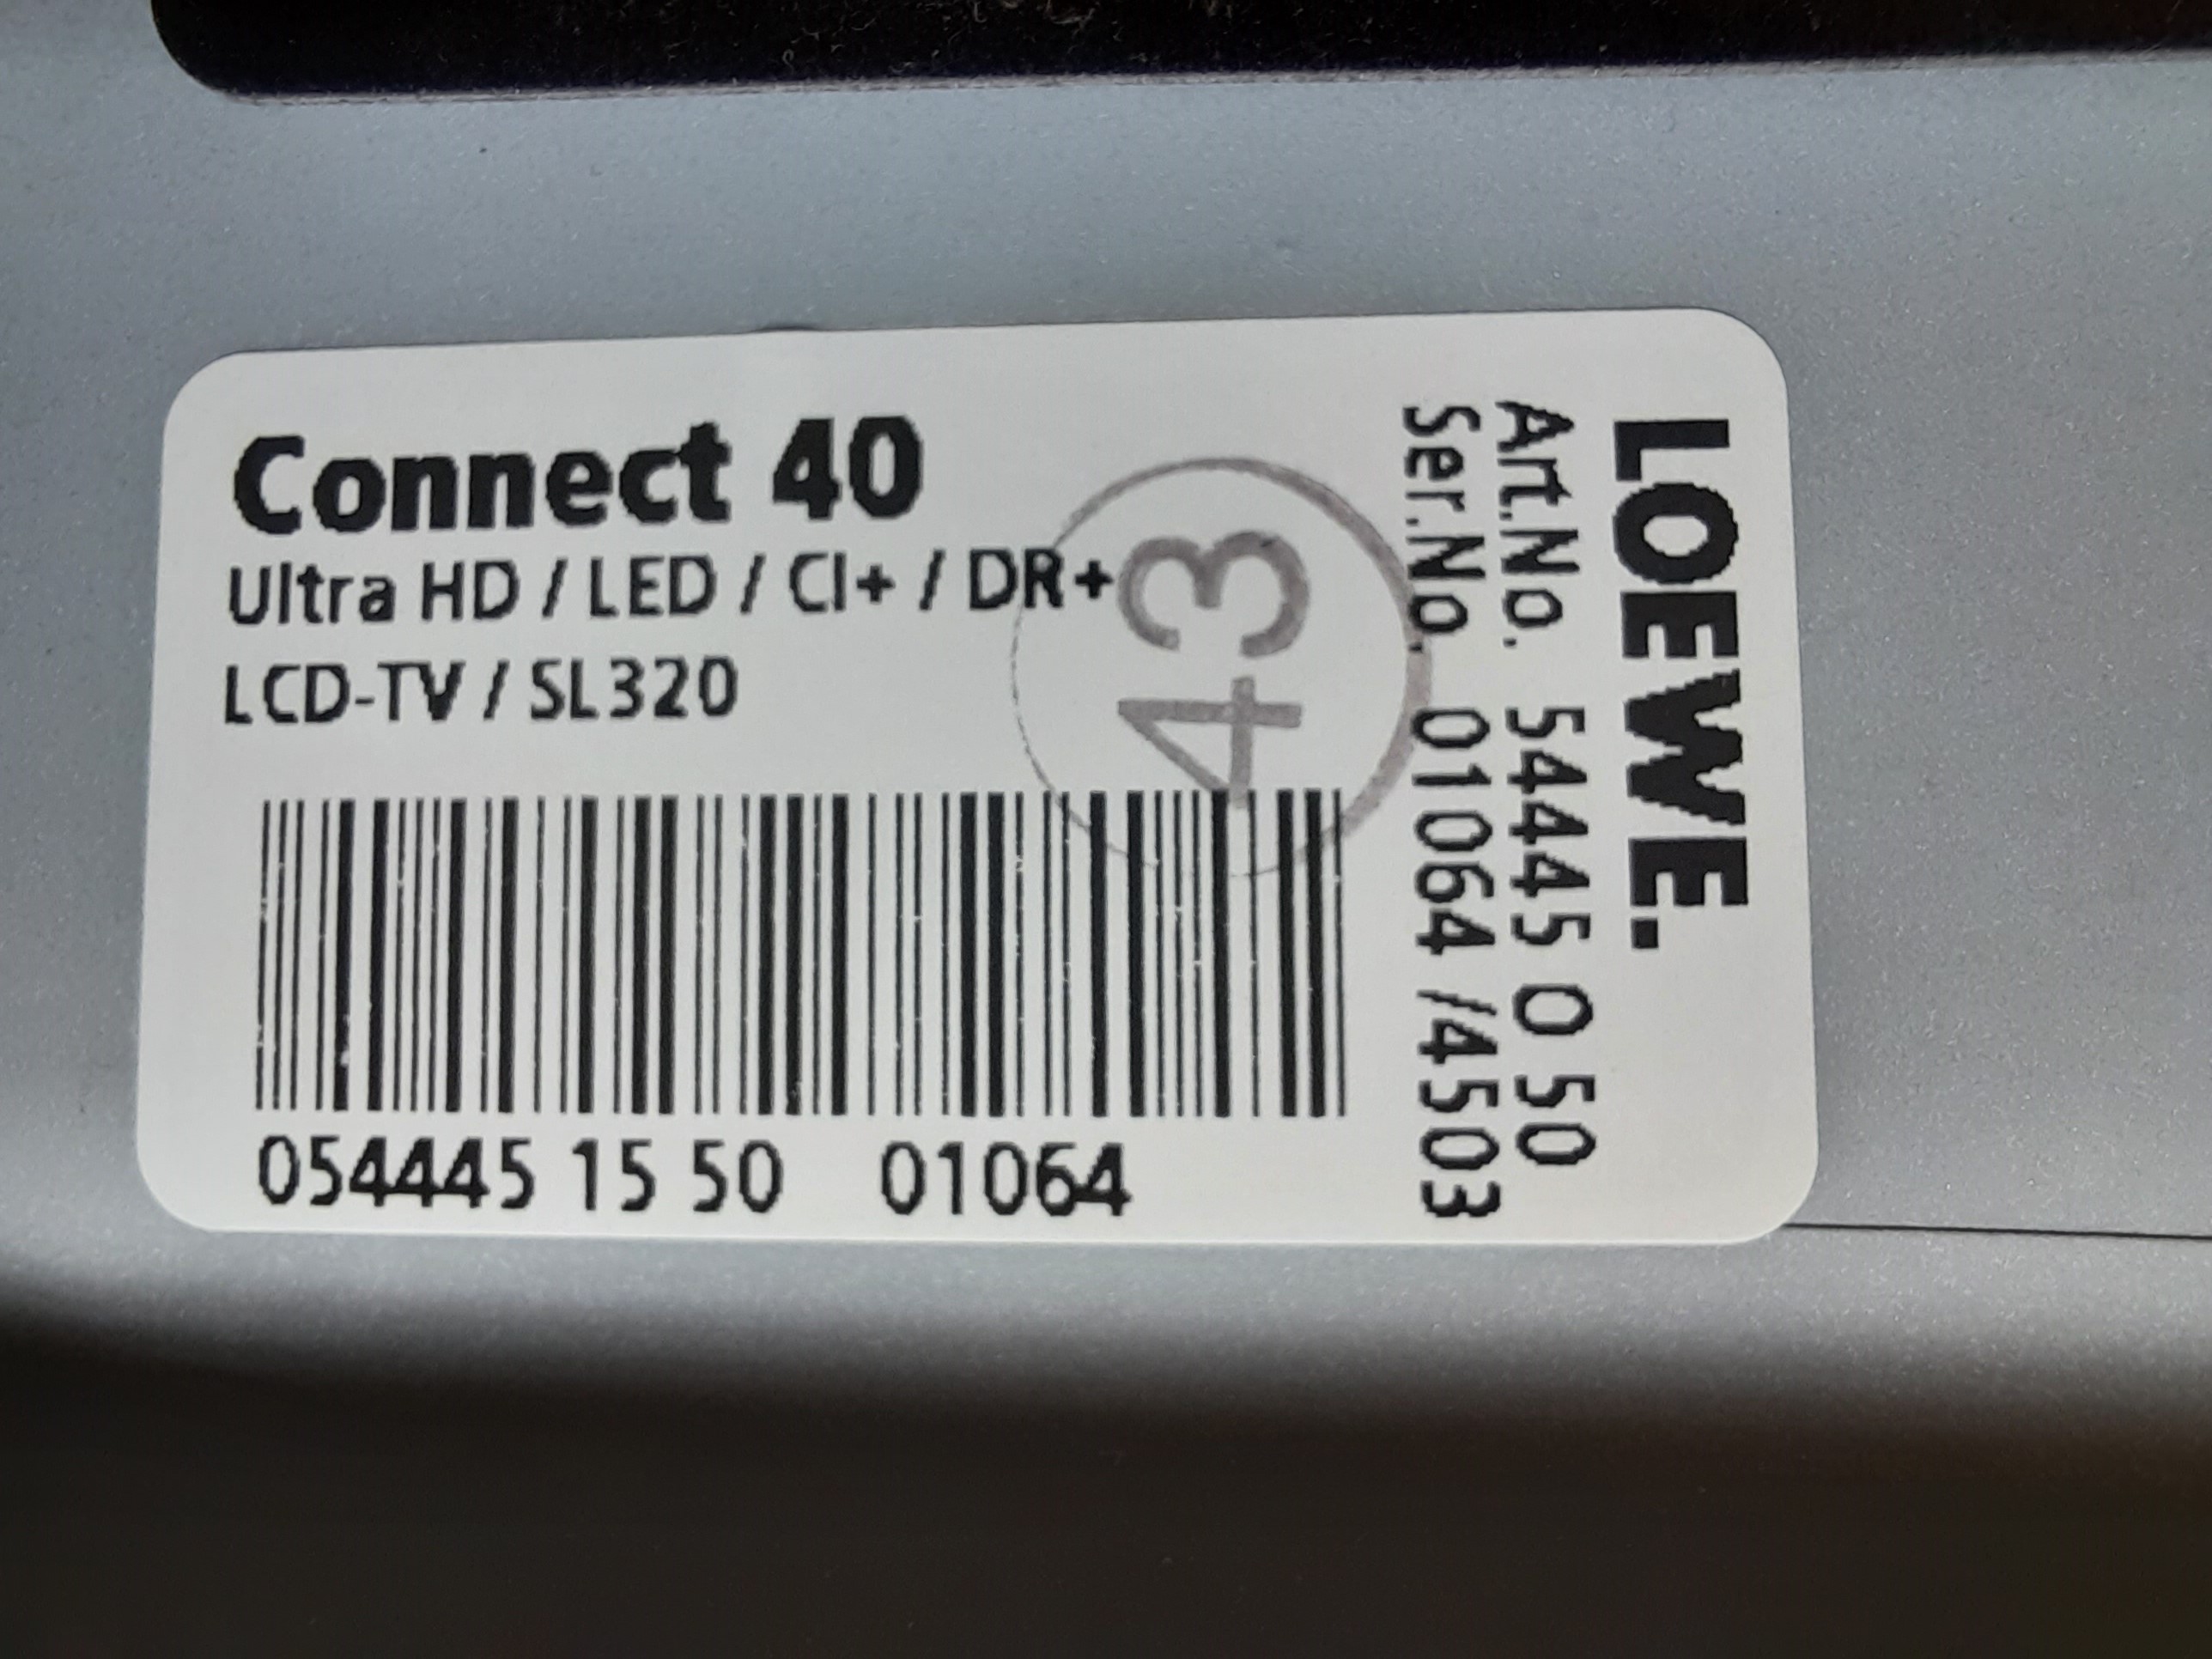 Connect 40
Ultra HD / LED / CI+ / DR+
LCD-TV / SL320
054445 15 50 01064
LOEWE.
Art.No. 54445 O 50
Ser.No. 01064 /4503
43